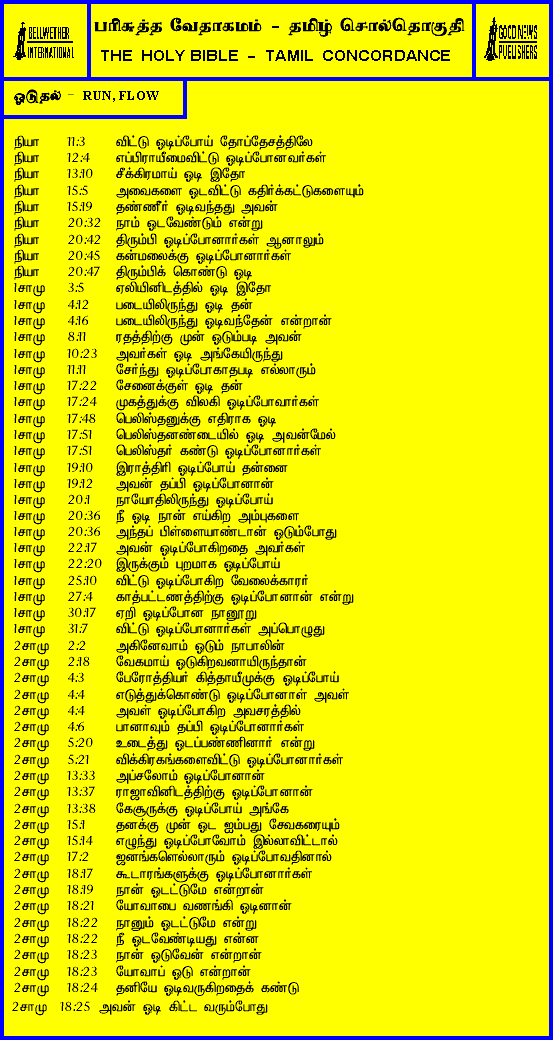 BELLWETHER
INTERNATIONAL
பரிசுத்த வேதாகமம் - தமிழ் சொல்தொகுதி
THE HOLY BIBLE - TAMIL CONCORDANCE
GOOD NEWS
PUBLISHERS
ஓடுதல் - RUN, FLOW
நியா 11:3 விட்டு ஓடிப்போய் தோப்தேசத்திலே
நியா 12:4 எப்பிராயீமைவிட்டு ஓடிப்போனவர்கள்
நியா 13:10 சீக்கிரமாய் ஓடி இதோ
நியா 15:5 அவைகளை ஓடவிட்டு கதிர்க்கட்டுகளையும்
நியா 15:19 தண்ணீர் ஓடிவந்தது அவன்
நியா 20:32 நாம் ஓடவேண்டும் என்று
நியா 20:42 திரும்பி ஓடிப்போனார்கள் ஆனாலும்
நியா 20:45 கன்மலைக்கு ஓடிப்போனார்கள்
நியா 20:47 திரும்பிக் கொண்டு ஓடி
1சாமு 3:5 ஏலியினிடத்தில் ஓடி இதோ
1சாமு 4:12 படையிலிருந்து ஓடி தன்
1சாமு 4:16 படையிலிருந்து ஓடிவந்தேன் என்றான்
1சாமு 8:11 ரதத்திற்கு முன் ஓடும்படி அவன்
1சாமு 10:23 அவர்கள் ஓடி அங்கேயிருந்து
1சாமு 11:11 சேர்ந்து ஓடிப்போகாதபடி எல்லாரும்
1சாமு 17:22 சேனைக்குள் ஓடி தன்
1சாமு 17:24 முகத்துக்கு விலகி ஓடிப்போவார்கள்
1சாமு 17:48 பெலிஸ்தனுக்கு எதிராக ஓடி
1சாமு 17:51 பெலிஸ்தனண்டையில் ஓடி அவன்மேல்
1சாமு 17:51 பெலிஸ்தர் கண்டு ஓடிப்போனார்கள்
1சாமு 19:10 இராத்திரி ஓடிப்போய் தன்னை
1சாமு 19:12 அவன் தப்பி ஓடிப்போனான்
1சாமு 20:1 நாயோதிலிருந்து ஓடிப்போய்
1சாமு 20:36 நீ ஓடி நான் எய்கிற அம்புகளை
1சாமு 20:36 அந்தப் பிள்ளையாண்டான் ஓடும்போது
1சாமு 22:17 அவன் ஓடிப்போகிறதை அவர்கள்
1சாமு 22:20 இருக்கும் புறமாக ஓடிப்போய்
1சாமு 25:10 விட்டு ஓடிப்போகிற வேலைக்காரர்
1சாமு 27:4 காத்பட்டணத்திற்கு ஓடிப்போனான் என்று
1சாமு 30:17 ஏறி ஓடிப்போன நானூறு
1சாமு 31:7 விட்டு ஓடிப்போனார்கள் அப்பொழுது
2சாமு 2:2 அகினேவாம் ஓடும் நாபாலின்
2சாமு 2:18 வேகமாய் ஓடுகிறவனாயிருந்தான்
2சாமு 4:3 பேரோத்தியர் கித்தாயீமுக்கு ஓடிப்போய்
2சாமு 4:4 எடுத்துக்கொண்டு ஓடிப்போனாள் அவள்
2சாமு 4:4 அவள் ஓடிப்போகிற அவசரத்தில்
2சாமு 4:6 பானாவும் தப்பி ஓடிப்போனார்கள்
2சாமு 5:20 உடைத்து ஓடப்பண்ணினார் என்று
2சாமு 5:21 விக்கிரகங்களைவிட்டு ஓடிப்போனார்கள்
2சாமு 13:33 அப்சலோம் ஓடிப்போனான்
2சாமு 13:37 ராஜாவினிடத்திற்கு ஓடிப்போனான்
2சாமு 13:38 கேசூருக்கு ஓடிப்போய் அங்கே
2சாமு 15:1 தனக்கு முன் ஓட ஐம்பது சேவகரையும்
2சாமு 15:14 எழுந்து ஓடிப்போவோம் இல்லாவிட்டால்
2சாமு 17:2 ஜனங்களெல்லாரும் ஓடிப்போவதினால்
2சாமு 18:17 கூடாரங்களுக்கு ஓடிப்போனார்கள்
2சாமு 18:19 நான் ஓடட்டுமே என்றான்
2சாமு 18:21 யோவாபை வணங்கி ஓடினான்
2சாமு 18:22 நானும் ஓடட்டுமே என்று
2சாமு 18:22 நீ ஓடவேண்டியது என்ன
2சாமு 18:23 நான் ஓடுவேன் என்றான்
2சாமு 18:23 யோவாப் ஓடு என்றான்
2சாமு 18:24 தனியே ஓடிவருகிறதைக் கண்டு
2சாமு 18:25 அவன் ஓடி கிட்ட வரும்போது